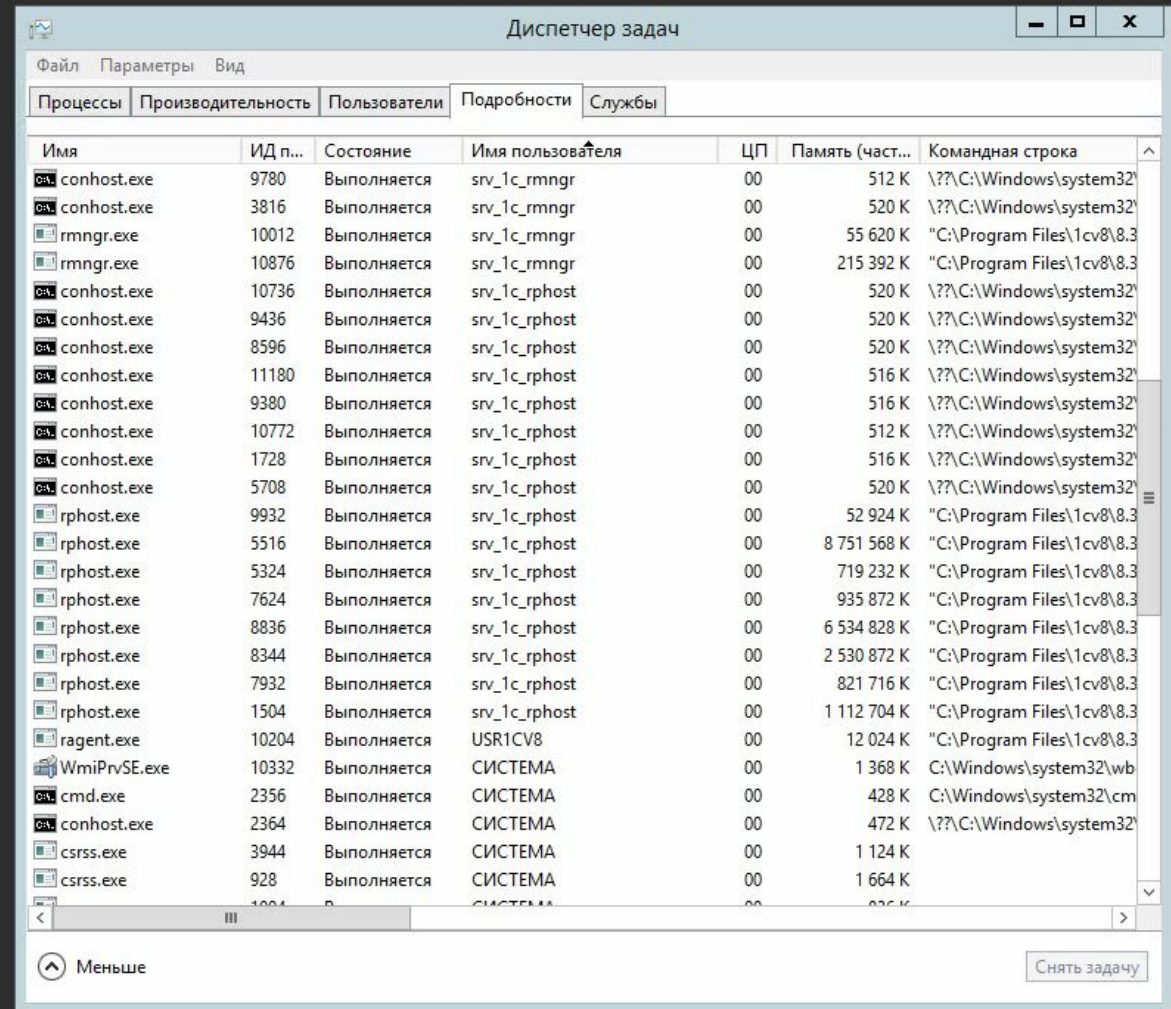 Диспетчер задач
Файл Параметры Вид
Процессы Производительность Пользователи Подробности Службы
Имя ИД п... Состояние Имя пользователя ЦП Память (част... Командная строка
conhost.exe 9780 Выполняется srv_1c_rmngr 00 512 K \??\C:\Windows\system32\
conhost.exe 3816 Выполняется srv_1c_rmngr 00 520 K \??\C:\Windows\system32\
rmngr.exe 10012 Выполняется srv_1c_rmngr 00 55 620 K "C:\Program Files\1cv8\8.3
rmngr.exe 10876 Выполняется srv_1c_rmngr 00 215 392 K "C:\Program Files\1cv8\8.3
conhost.exe 10736 Выполняется srv_1c_rphost 00 520 K \??\C:\Windows\system32\
conhost.exe 9436 Выполняется srv_1c_rphost 00 520 K \??\C:\Windows\system32\
conhost.exe 8596 Выполняется srv_1c_rphost 00 520 K \??\C:\Windows\system32\
conhost.exe 11180 Выполняется srv_1c_rphost 00 516 K \??\C:\Windows\system32\
conhost.exe 9380 Выполняется srv_1c_rphost 00 516 K \??\C:\Windows\system32\
conhost.exe 10772 Выполняется srv_1c_rphost 00 512 K \??\C:\Windows\system32\
conhost.exe 1728 Выполняется srv_1c_rphost 00 516 K \??\C:\Windows\system32\
conhost.exe 5708 Выполняется srv_1c_rphost 00 520 K \??\C:\Windows\system32\
rphost.exe 9932 Выполняется srv_1c_rphost 00 52 924 K "C:\Program Files\1cv8\8.3
rphost.exe 5516 Выполняется srv_1c_rphost 00 8 751 568 K "C:\Program Files\1cv8\8.3
rphost.exe 5324 Выполняется srv_1c_rphost 00 719 232 K "C:\Program Files\1cv8\8.3
rphost.exe 7624 Выполняется srv_1c_rphost 00 935 872 K "C:\Program Files\1cv8\8.3
rphost.exe 8836 Выполняется srv_1c_rphost 00 6 534 828 K "C:\Program Files\1cv8\8.3
rphost.exe 8344 Выполняется srv_1c_rphost 00 2 530 872 K "C:\Program Files\1cv8\8.3
rphost.exe 7932 Выполняется srv_1c_rphost 00 821 716 K "C:\Program Files\1cv8\8.3
rphost.exe 1504 Выполняется srv_1c_rphost 00 1 112 704 K "C:\Program Files\1cv8\8.3
ragent.exe 10204 Выполняется USR1CV8 00 12 024 K "C:\Program Files\1cv8\8.3
WmiPrvSE.exe 10332 Выполняется СИСТЕМА 00 1 368 K C:\Windows\system32\wb
cmd.exe 2356 Выполняется СИСТЕМА 00 428 K C:\Windows\system32\cm
conhost.exe 2364 Выполняется СИСТЕМА 00 472 K \??\C:\Windows\system32\
csrss.exe 3944 Выполняется СИСТЕМА 00 1 124 K
csrss.exe 928 Выполняется СИСТЕМА 00 1 664 K
Меньше Снять задачу